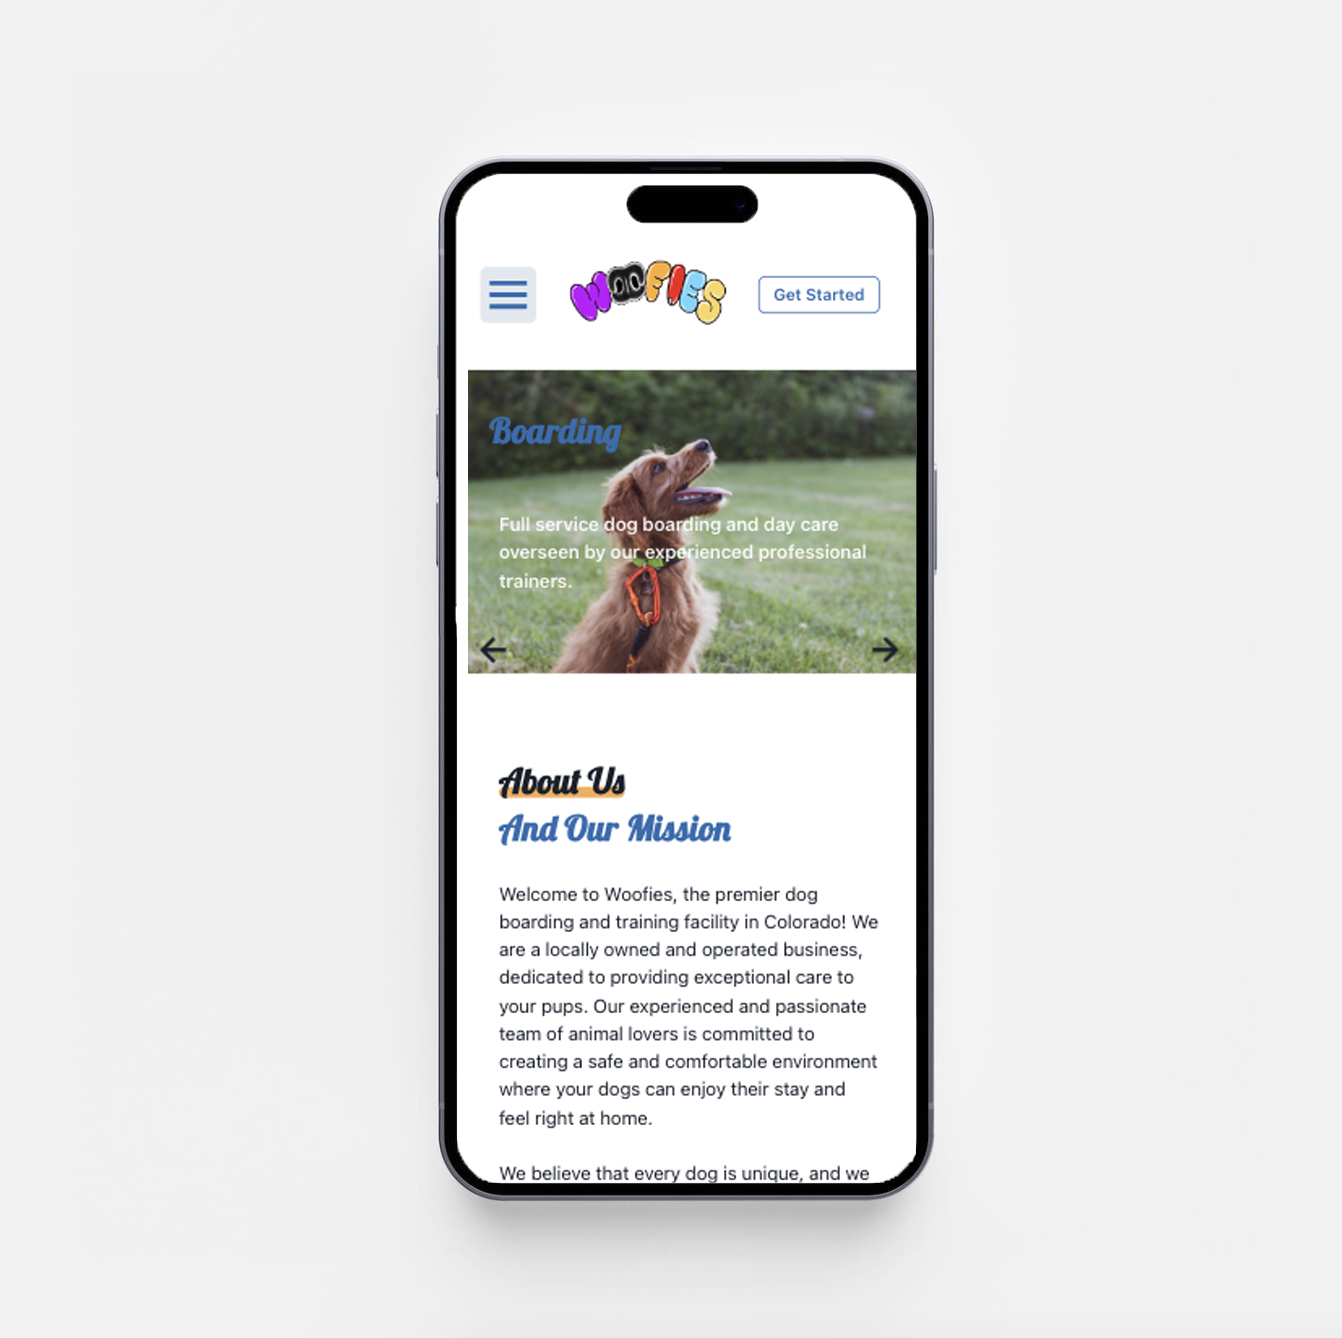 WOOFIES
Get Started
Boarding
Full service dog boarding and day care
overseen by our experienced professional
trainers.
About Us
And Our Mission
Welcome to Woofies, the premier dog
boarding and training facility in Colorado! We
are a locally owned and operated business,
dedicated to providing exceptional care to
your pups. Our experienced and passionate
team of animal lovers is committed to
creating a safe and comfortable environment
where your dogs can enjoy their stay and
feel right at home.
We believe that every dog is unique, and we